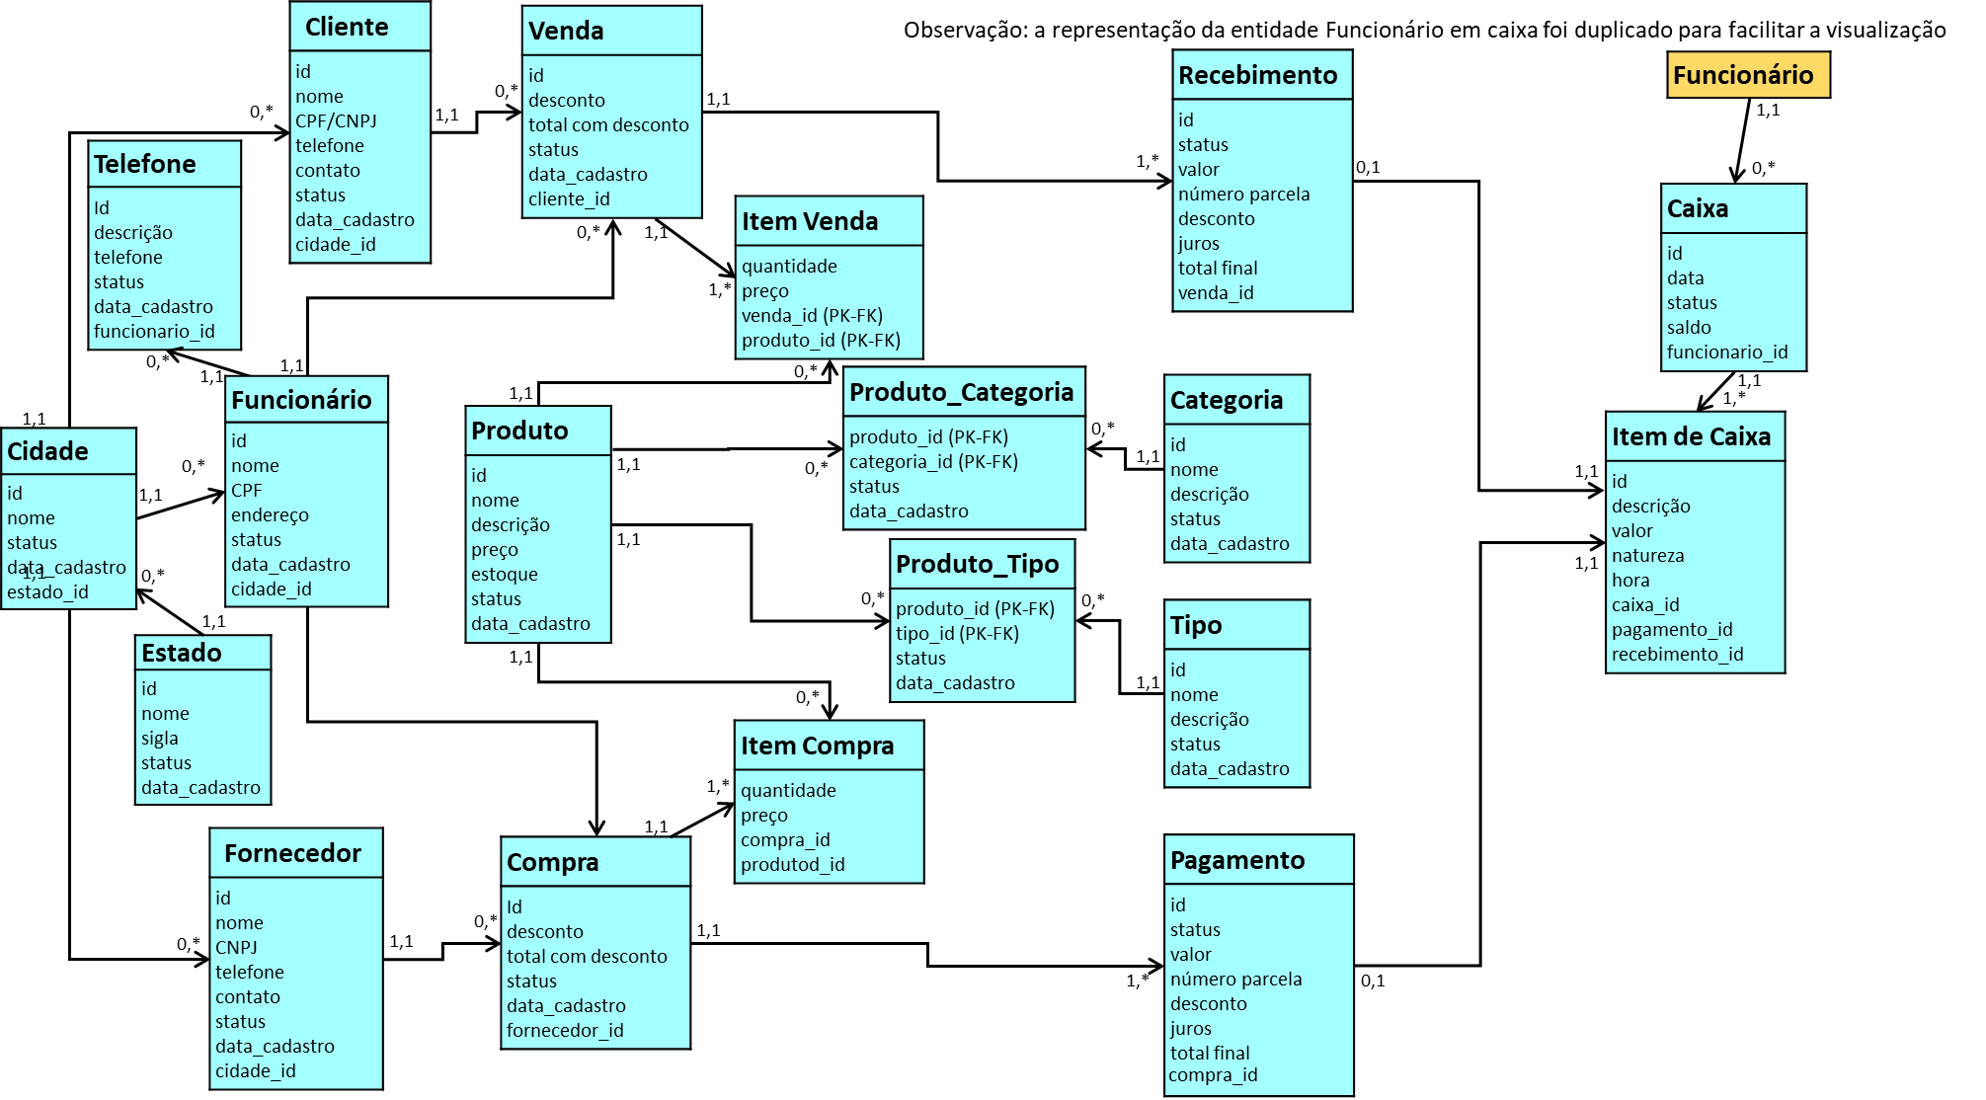 Observação: a representação da entidade Funcionário em caixa foi duplicado para facilitar a visualização
Cliente
id
nome
CPF/CNPJ
telefone
contato
status
data_cadastro
cidade_id
0,*
1,1
Venda
id
desconto
total com desconto
status
data_cadastro
cliente_id
0,*
1,1
0,*
1,1
Recebimento
id
status
valor
número parcela
desconto
juros
total final
venda_id
1,*
0,1
Funcionário
1,1
0,*
Caixa
id
data
status
saldo
funcionario_id
1,1
1,*
Telefone
Id
descrição
telefone
status
data_cadastro
funcionario_id
0,*
1,1
1,1
Item Venda
quantidade
preço
venda_id (PK-FK)
produto_id (PK-FK)
1,*
0,*
Funcionário
id
nome
CPF
endereço
status
data_cadastro
cidade_id
1,1
Cidade
id
nome
status
data_cadastro
estado_id
1,1
0,*
1,1
0,*
1,1
Estado
id
nome
sigla
status
data_cadastro
1,1
Produto
id
nome
descrição
preço
estoque
status
data_cadastro
1,1
1,1
1,1
Produto_Categoria
produto_id (PK-FK)
categoria_id (PK-FK)
status
data_cadastro
0,*
0,*
Categoria
id
nome
descrição
status
data_cadastro
1,1
Item de Caixa
id
descrição
valor
natureza
hora
caixa_id
pagamento_id
recebimento_id
1,1
1,1
Produto_Tipo
produto_id (PK-FK)
tipo_id (PK-FK)
status
data_cadastro
0,*
0,*
Tipo
id
nome
descrição
status
data_cadastro
1,1
0,*
Item Compra
quantidade
preço
compra_id
produtod_id
1,*
1,1
Fornecedor
id
nome
CNPJ
telefone
contato
status
data_cadastro
cidade_id
0,*
1,1
Compra
Id
desconto
total com desconto
status
data_cadastro
fornecedor_id
0,*
1,1
Pagamento
id
status
valor
número parcela
desconto
juros
total final
compra_id
1,*
0,1